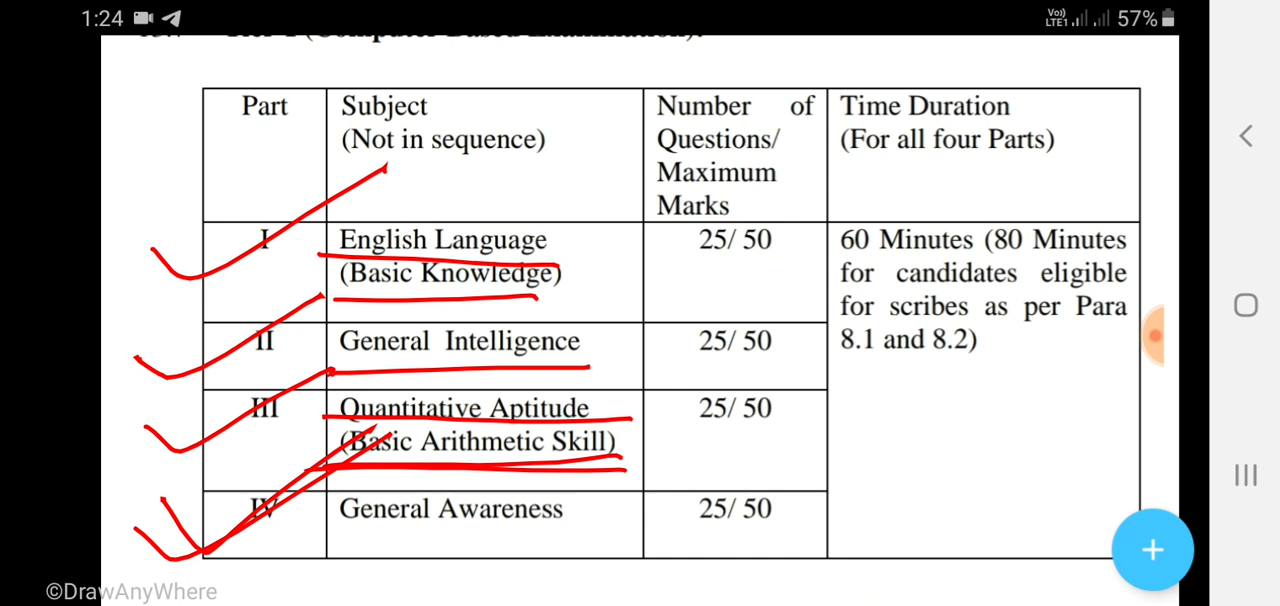 1:24
Vo)) LTE1 57%
Part Subject (Not in sequence) Number of Questions/ Maximum Marks Time Duration (For all four Parts)
I English Language (Basic Knowledge) 25/ 50 60 Minutes (80 Minutes for candidates eligible for scribes as per Para 8.1 and 8.2)
II General Intelligence 25/ 50
III Quantitative Aptitude (Basic Arithmetic Skill) 25/ 50
IV General Awareness 25/ 50
©DrawAnyWhere